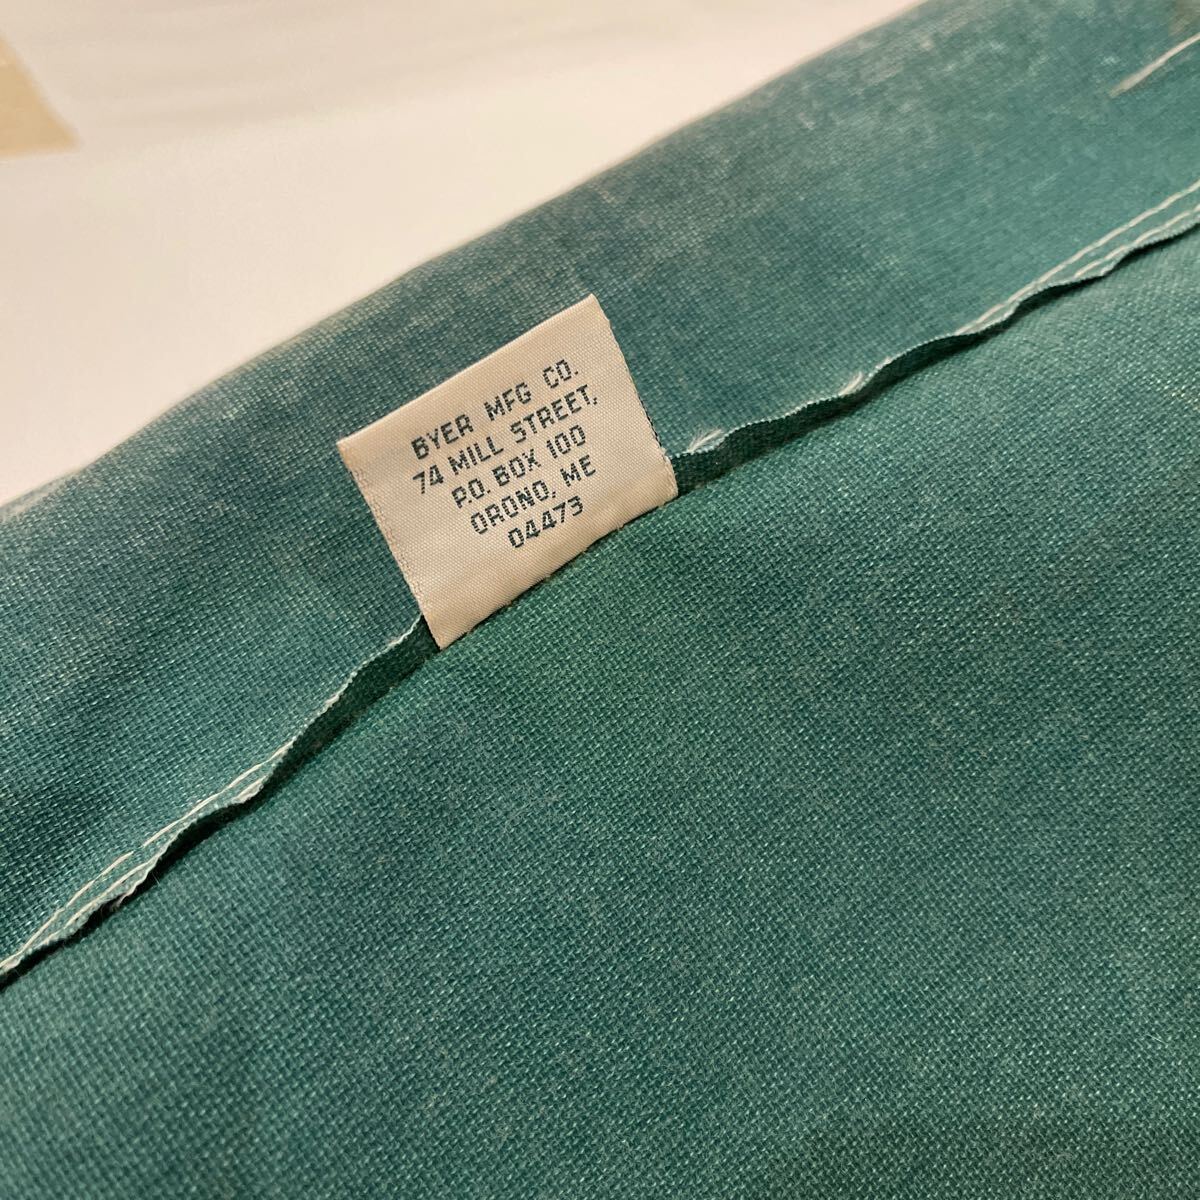 BYER MFG CO.
74 MILL STREET,
P.O. BOX 100
ORONO, ME
04473